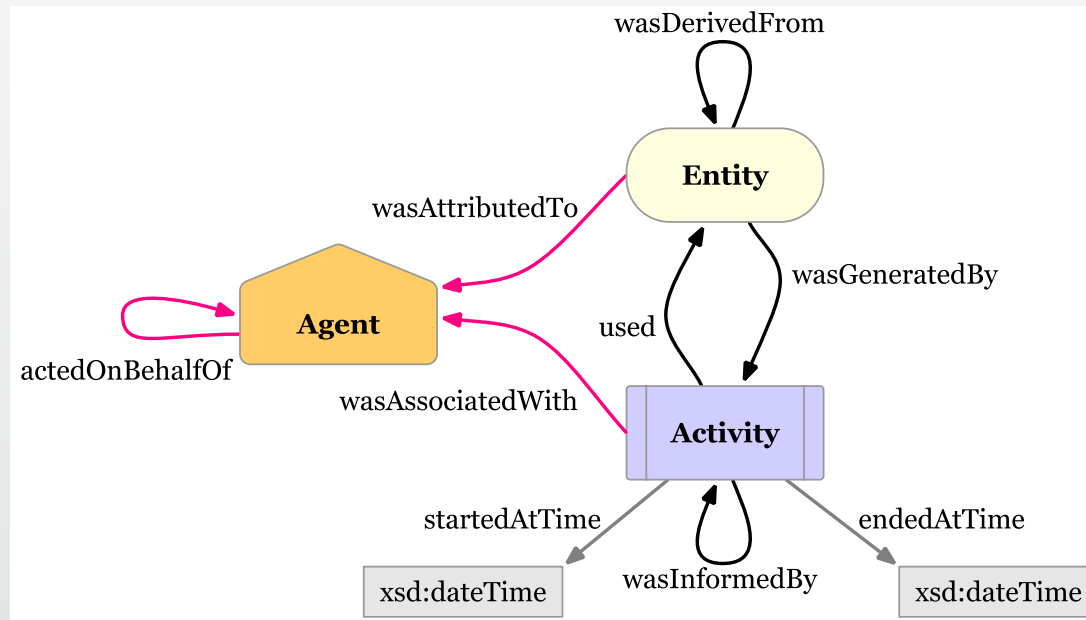 wasDerivedFrom
Entity
wasAttributedTo
wasGeneratedBy
Agent
used
actedOnBehalfOf
wasAssociatedWith
Activity
startedAtTime
endedAtTime
wasInformedBy
xsd:dateTime
xsd:dateTime